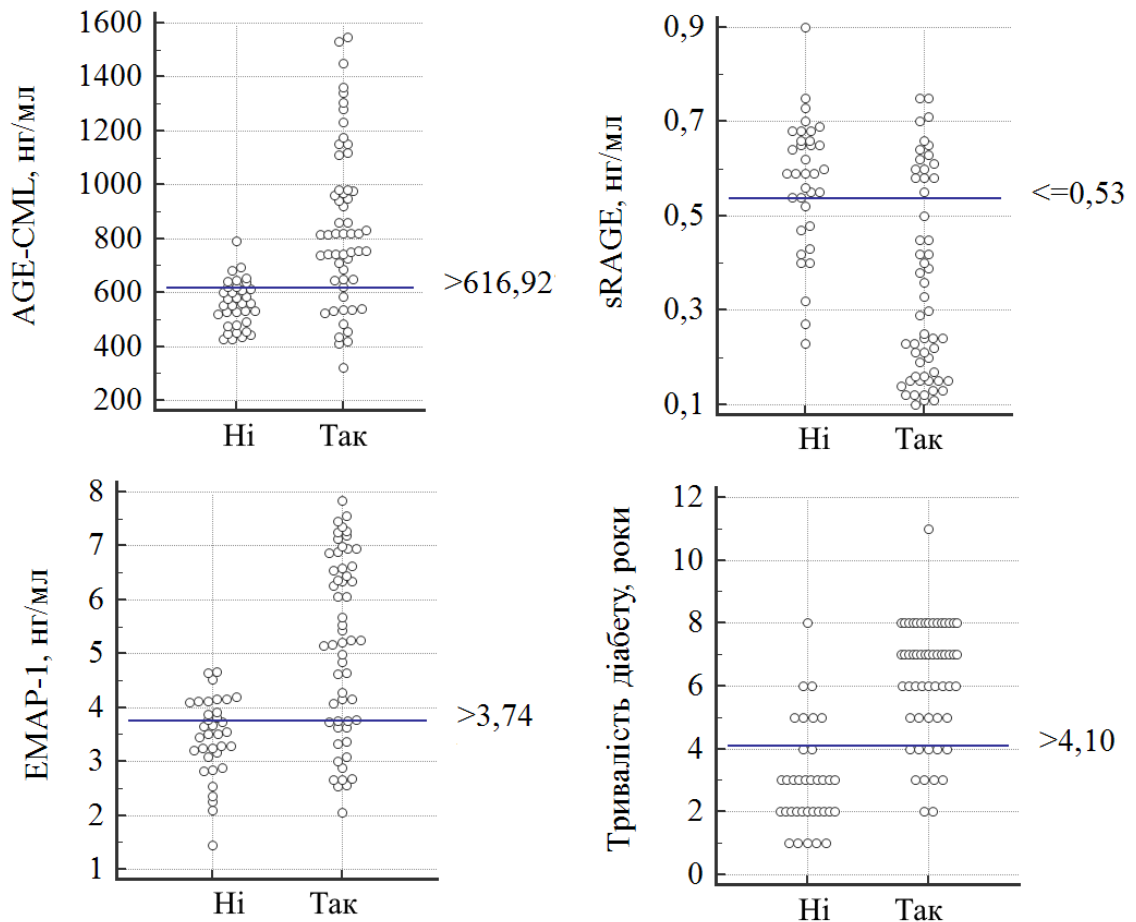 AGE-CML, нг/мл
1600
1400
1200
1000
800
600
400
200
>616,92
Ні
Так
sRAGE, нг/мл
0,9
0,7
0,5
0,3
0,1
<=0,53
Ні
Так
EMAP-1, нг/мл
8
7
6
5
4
3
2
1
>3,74
Ні
Так
Тривалість діабету, роки
12
10
8
6
4
2
0
>4,10
Ні
Так